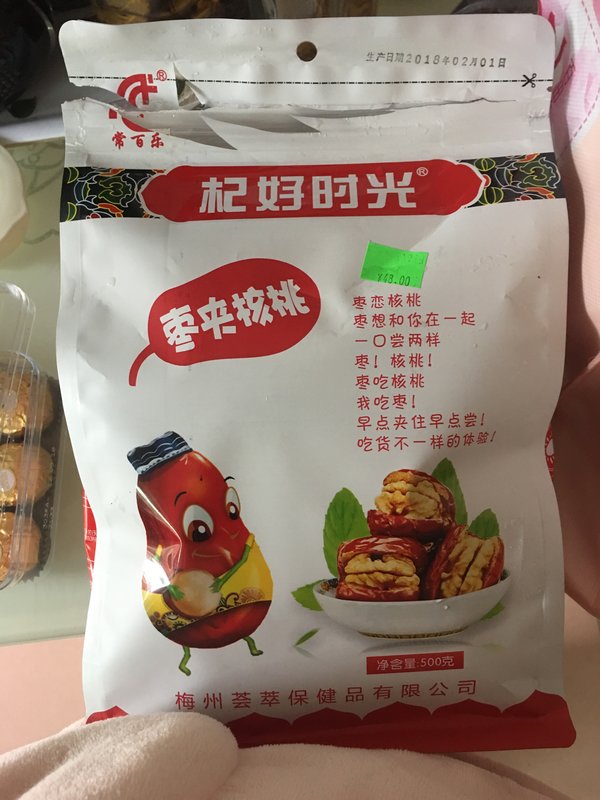 生产日期2018年02月01日
®
常百乐
杞好时光®
¥48.00
枣夹核桃
枣恋核桃
枣想和你在一起
一口尝两样
枣！核桃！
枣吃核桃
我吃枣！
早点夹住早点尝！
吃货不一样的体验！
净含量:500克
梅州荟萃保健品有限公司